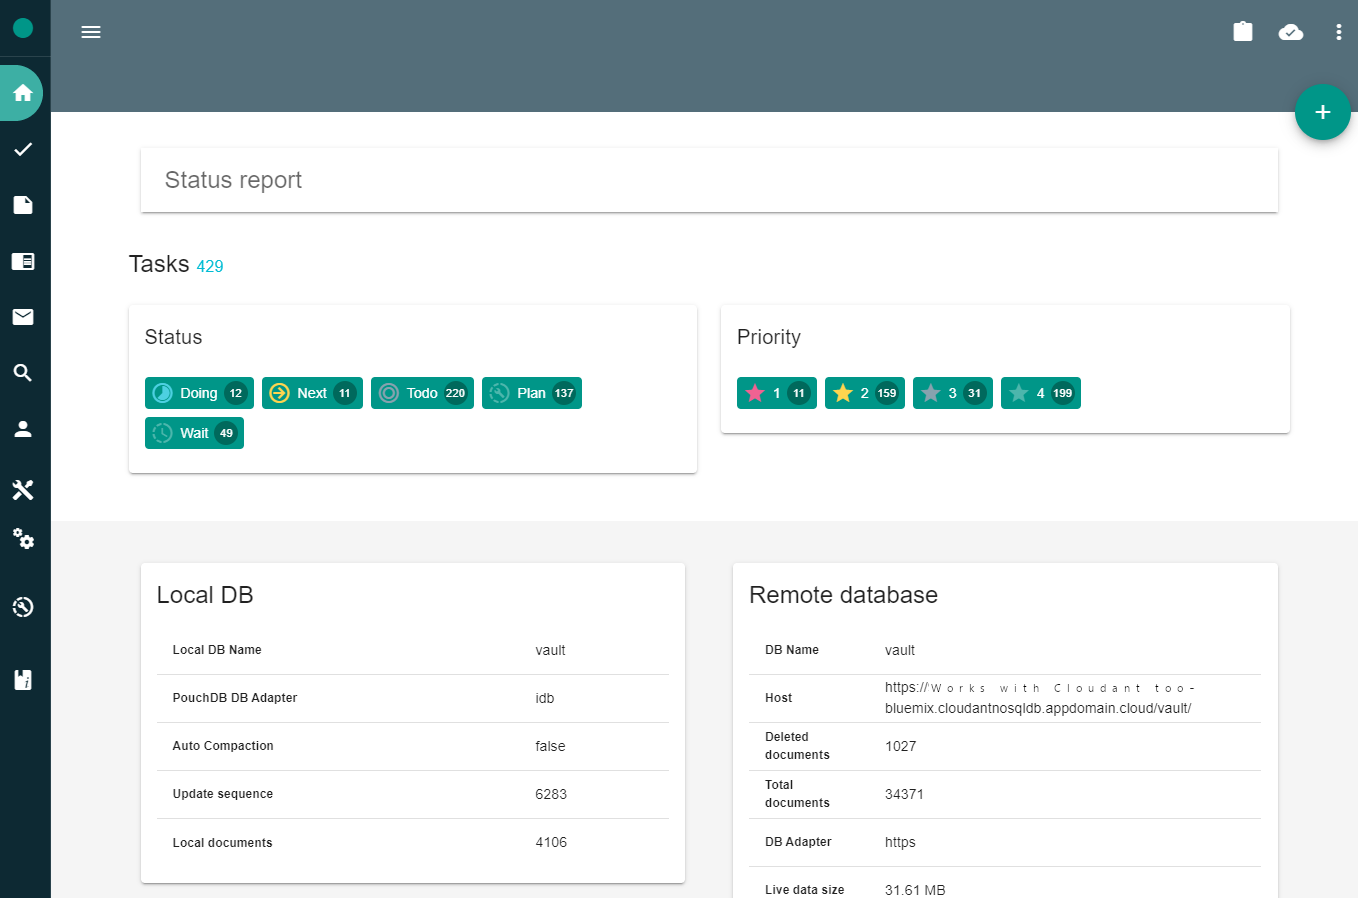 Status report
Tasks 429
Status
Doing 12 Next 11 Todo 220 Plan 137
Wait 49
Priority
1 11 2 159 3 31 4 199
Local DB
Local DB Name vault
PouchDB DB Adapter idb
Auto Compaction false
Update sequence 6283
Local documents 4106
Remote database
DB Name vault
Host https://Works with Cloudant too-
bluemix.cloudantnosqldb.appdomain.cloud/vault/
Deleted
documents 1027
Total
documents 34371
DB Adapter https
Live data size 31.61 MB